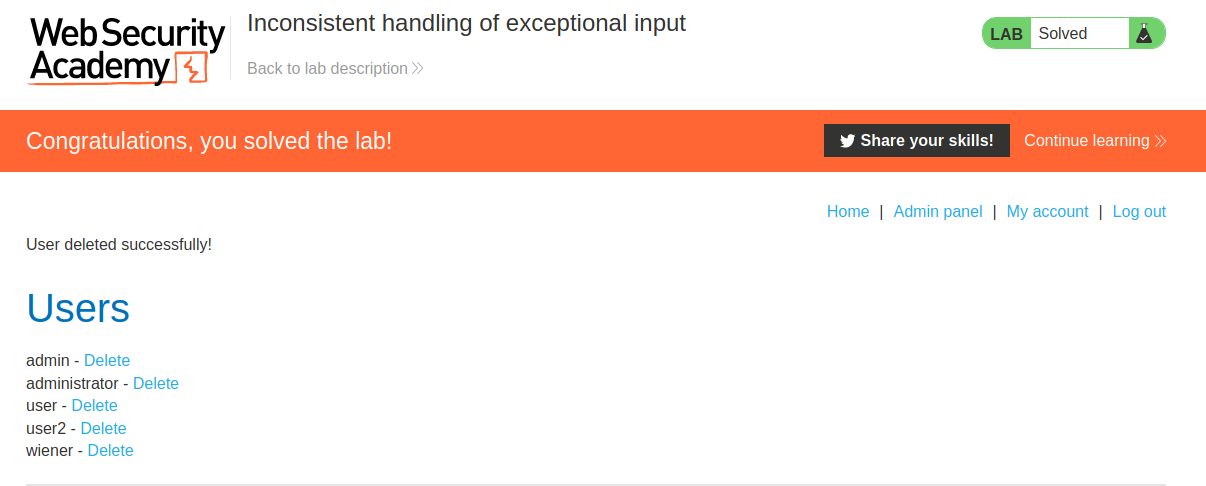 Web Security
Academy
Inconsistent handling of exceptional input
Back to lab description
LAB Solved
Congratulations, you solved the lab!
Share your skills! Continue learning
Home | Admin panel | My account | Log out
User deleted successfully!
Users
admin - Delete
administrator - Delete
user - Delete
user2 - Delete
wiener - Delete